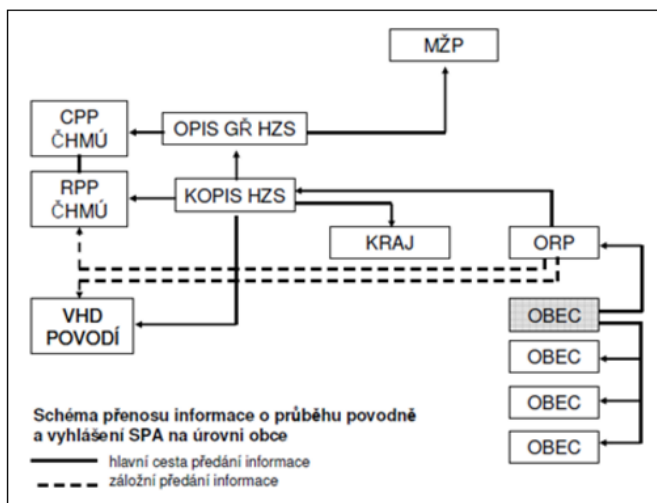 MŽP
CPP
ČHMÚ
OPIS GŘ HZS
RPP
ČHMÚ
KOPIS HZS
KRAJ
ORP
VHD
POVODÍ
OBEC
OBEC
OBEC
OBEC
Schéma přenosu informace o průběhu povodně
a vyhlášení SPA na úrovni obce
hlavní cesta předání informace
záložní předání informace